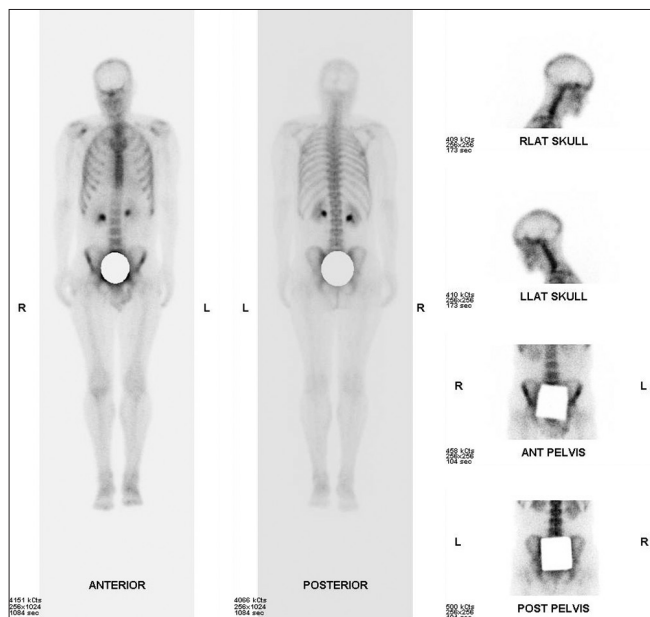 R
L
ANTERIOR
4151 kCts
256x1024
1084 sec
L
R
POSTERIOR
4066 kCts
256x1024
1084 sec
409 kCts
256x256
173 sec
RLAT SKULL
410 kCts
256x256
173 sec
LLAT SKULL
R
L
458 kCts
256x256
104 sec
ANT PELVIS
L
R
500 kCts
256x256
POST PELVIS